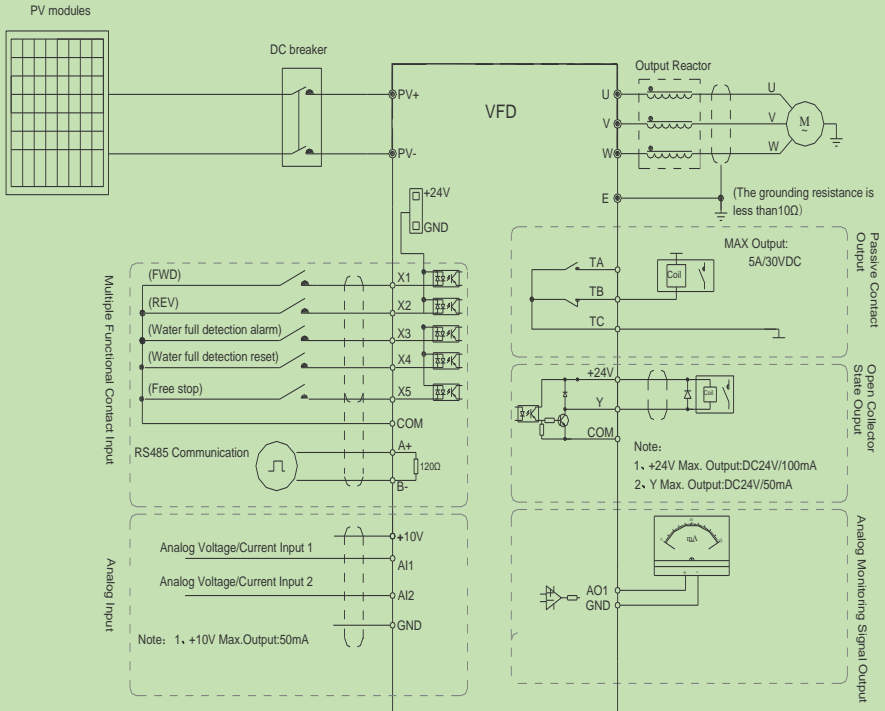 PV modules
DC breaker
PV+
PV-
VFD
Output Reactor
U
V
W
U
V
W
M
~
E
(The grounding resistance is
less than10Ω)
+24V
GND
Multiple Functional Contact Input
(FWD)
X1
(REV)
X2
(Water full detection alarm)
X3
(Water full detection reset)
X4
(Free stop)
X5
COM
RS485 Communication
A+
120Ω
B-
Analog Input
+10V
Analog Voltage/Current Input 1
AI1
Analog Voltage/Current Input 2
AI2
GND
Note: 1、+10V Max.Output:50mA
Passive Contact
Output
MAX Output:
5A/30VDC
TA
Coil
TB
TC
Open Collector
State Ouput
+24V
Coil
Y
COM
Note:
1、+24V Max. Output:DC24V/100mA
2、Y Max. Output:DC24V/50mA
Analog Monitoring Signal Output
mA
+ -
AO1
GND